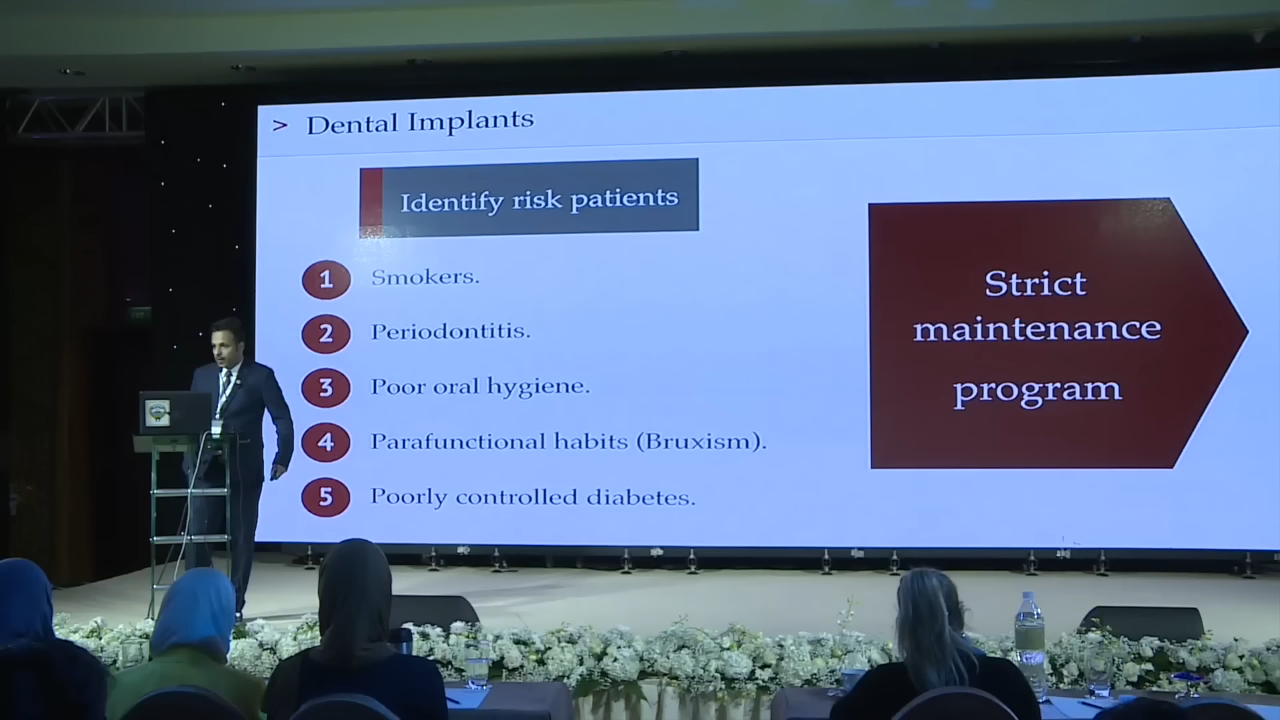 > Dental Implants
Identify risk patients
1 Smokers.
2 Periodontitis.
3 Poor oral hygiene.
4 Parafunctional habits (Bruxism).
5 Poorly controlled diabetes.
Strict
maintenance
program